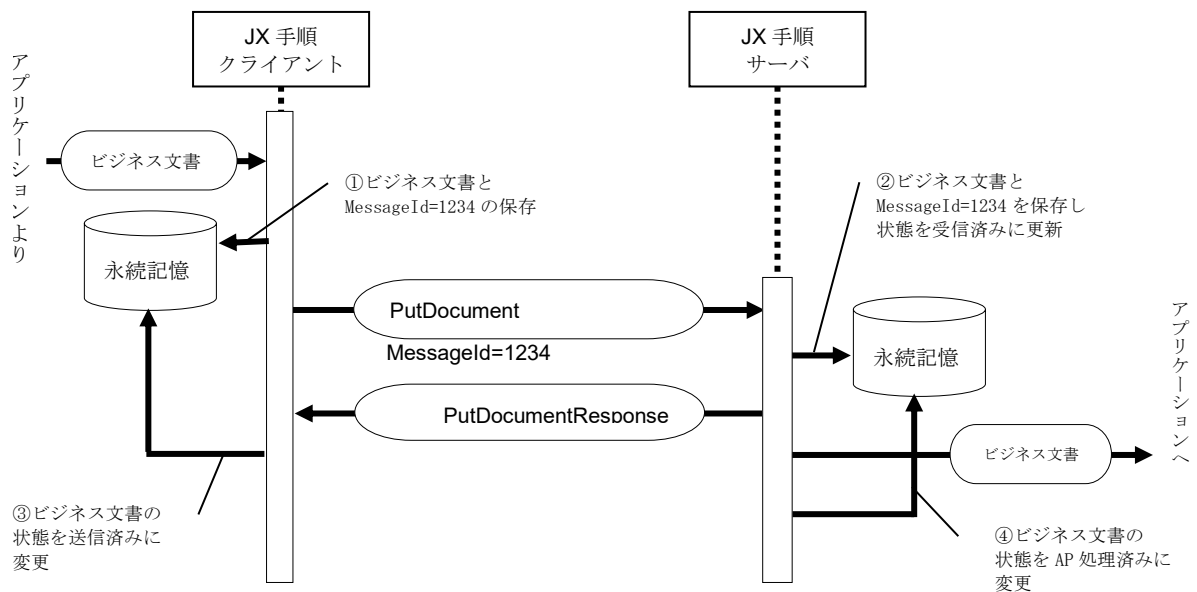 JX 手順
クライアント
JX 手順
サーバ
アプリケーションより
ビジネス文書
①ビジネス文書と
MessageId=1234 の保存
②ビジネス文書と
MessageId=1234 を保存し
状態を受信済みに更新
永続記憶
PutDocument
MessageId=1234
永続記憶
アプリケーションへ
PutDocumentResponse
ビジネス文書
③ビジネス文書の
状態を送信済みに
変更
④ビジネス文書の
状態を AP 処理済みに
変更